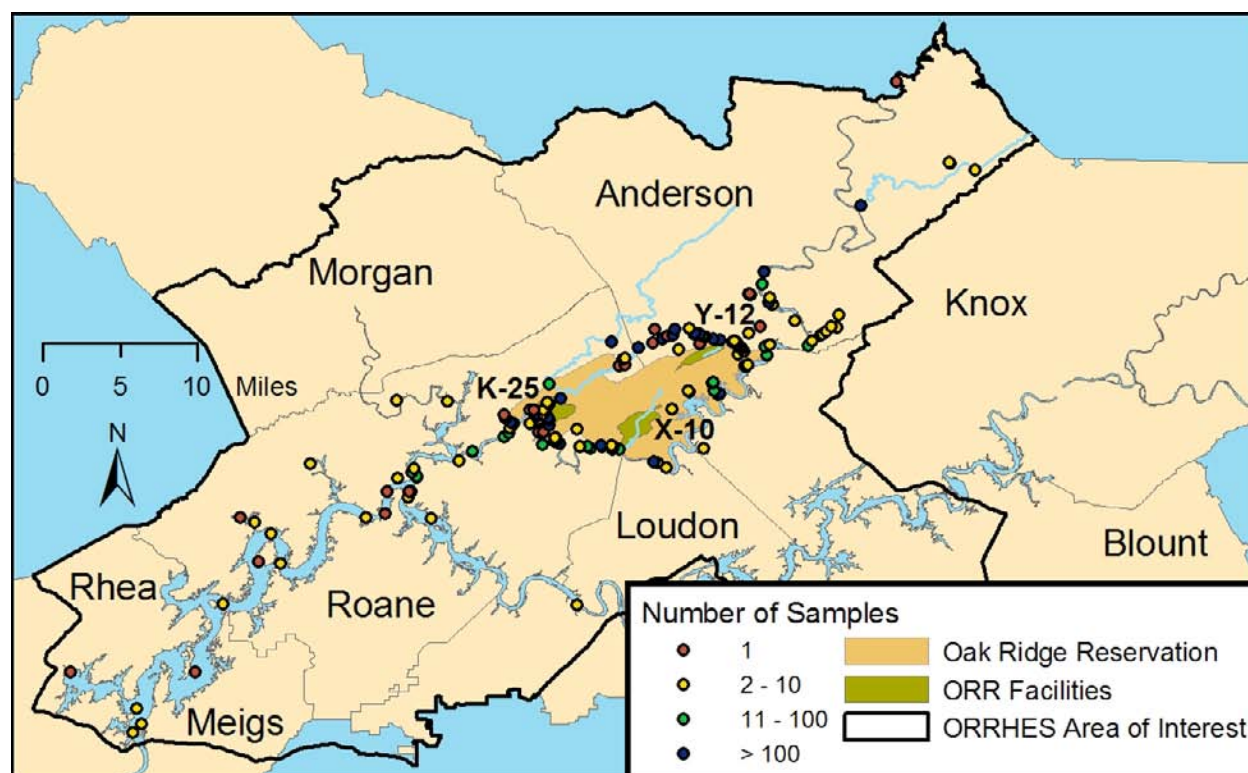 Anderson
Morgan
Knox
Y-12
0 5 10 Miles
K-25
X-10
N
Loudon
Blount
Rhea
Roane
Meigs
Number of Samples
1
2 - 10
11 - 100
> 100
Oak Ridge Reservation
ORR Facilities
ORRHES Area of Interest